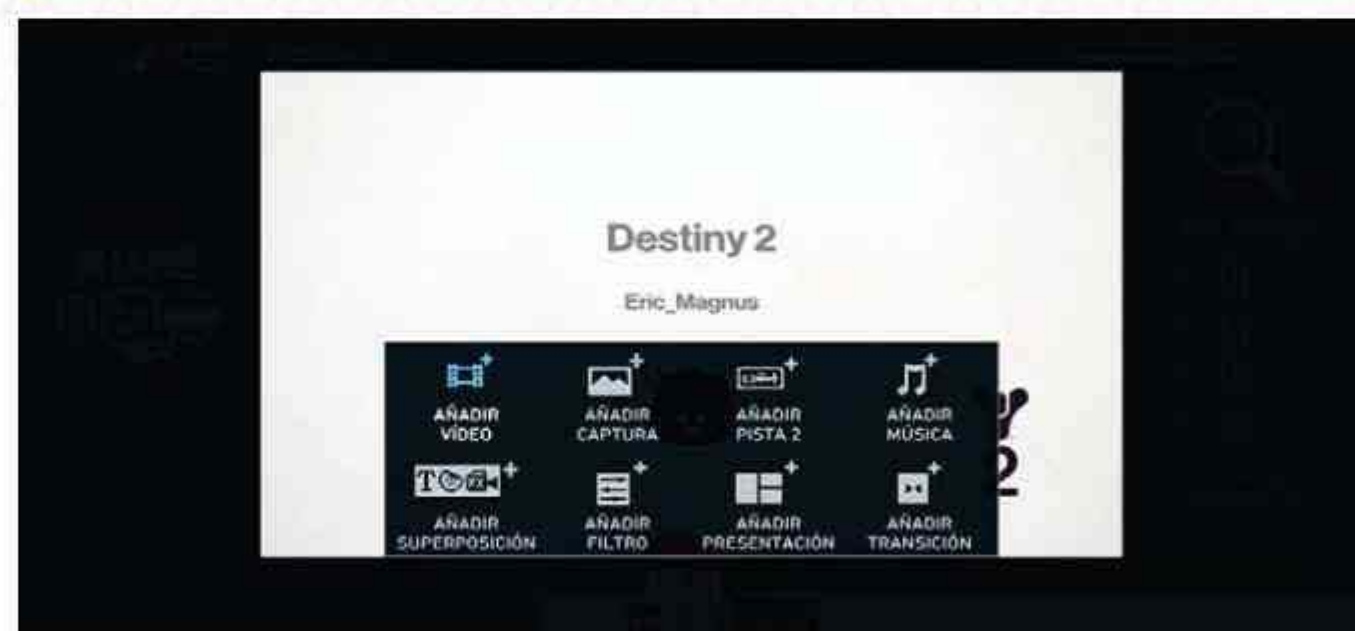 Destiny 2
Eric_Magnus
AÑADIR VÍDEO
AÑADIR CAPTURA
AÑADIR PISTA 2
AÑADIR MÚSICA
T
2
AÑADIR SUPERPOSICIÓN
AÑADIR FILTRO
AÑADIR PRESENTACIÓN
AÑADIR TRANSICIÓN